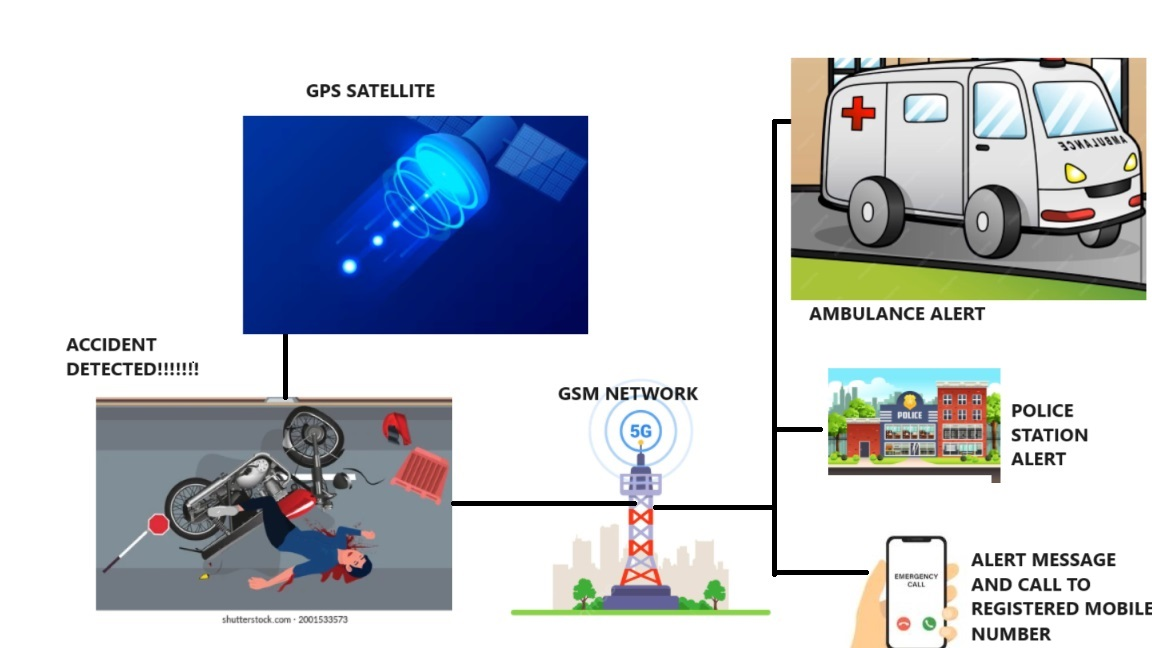 GPS SATELLITE
ACCIDENT
DETECTED!!!!!!!
GSM NETWORK
5G
AMBULANCE
AMBULANCE ALERT
POLICE
POLICE
STATION
ALERT
EMERGENCY
CALL
ALERT MESSAGE
AND CALL TO
REGISTERED MOBILE
NUMBER
shutterstock.com · 2001533573